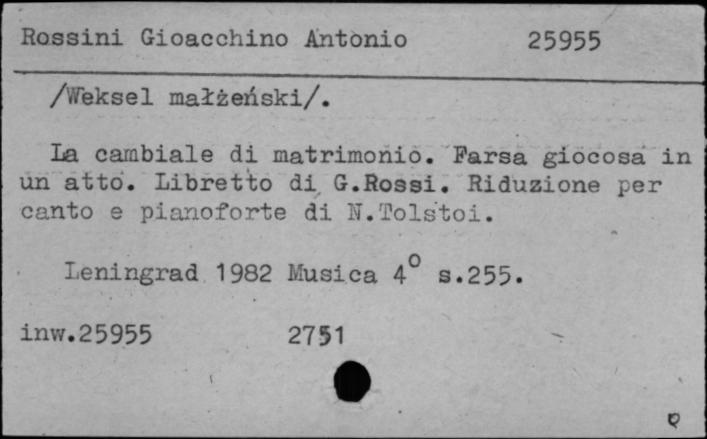 Rossini Gioacchino Antonio 25955
/Weksel małżeński/.
La cambiale di matrimonio. Farsa giocosa in
un atto. Libretto di G.Rossi. Riduzione per
canto e pianoforte di N.Tolstoi.
Leningrad 1982 Musica 4° s.255.
inw.25955 2751